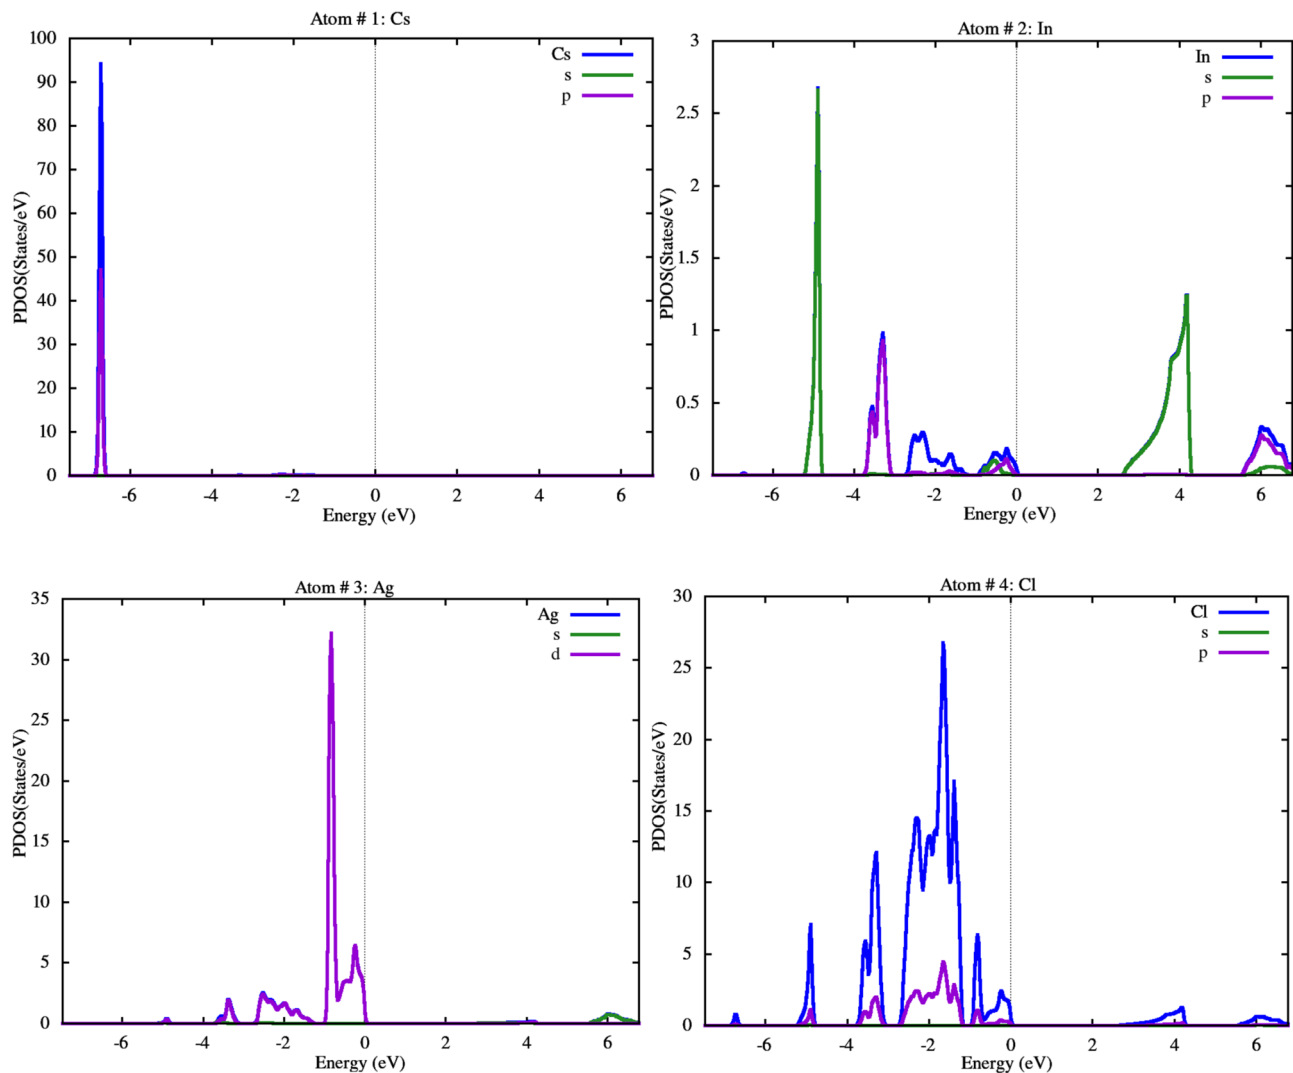 Atom # 1: Cs
PDOS(States/eV)
100
90
80
70
60
50
40
30
20
10
0
Cs
s
p
-6
-4
-2
0
2
4
6
Energy (eV)
Atom # 2: In
PDOS(States/eV)
3
2.5
2
1.5
1
0.5
0
In
s
p
-6
-4
-2
0
2
4
6
Energy (eV)
Atom # 3: Ag
PDOS(States/eV)
35
30
25
20
15
10
5
0
Ag
s
d
-6
-4
-2
0
2
4
6
Energy (eV)
Atom # 4: Cl
PDOS(States/eV)
30
25
20
15
10
5
0
Cl
s
p
-6
-4
-2
0
2
4
6
Energy (eV)